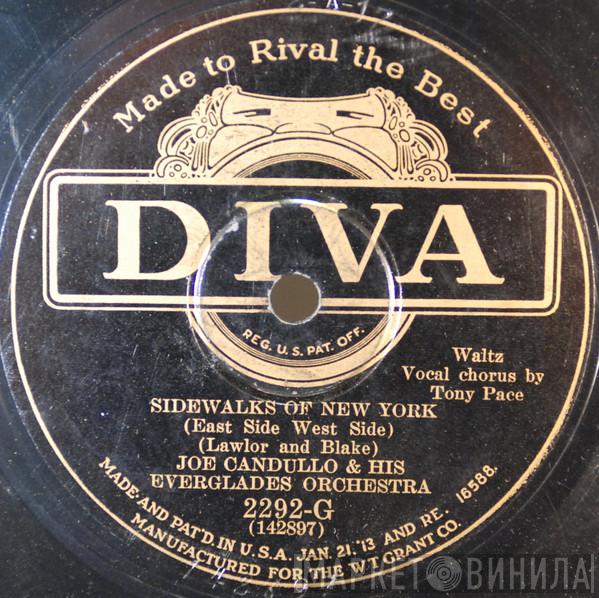 Made to Rival the Best
DIVA
REG. U.S. PAT. OFF.
Waltz
Vocal chorus by
Tony Pace
SIDEWALKS OF NEW YORK
(East Side West Side)
(Lawlor and Blake)
JOE CANDULLO & HIS
EVERGLADES ORCHESTRA
2292-G
(142897)
MADE AND PAT'D. IN U.S.A. JAN. 21, '13 AND RE. 16588.
MANUFACTURED FOR THE W.T. GRANT CO.
МАРКЕТ ВИНИЛА